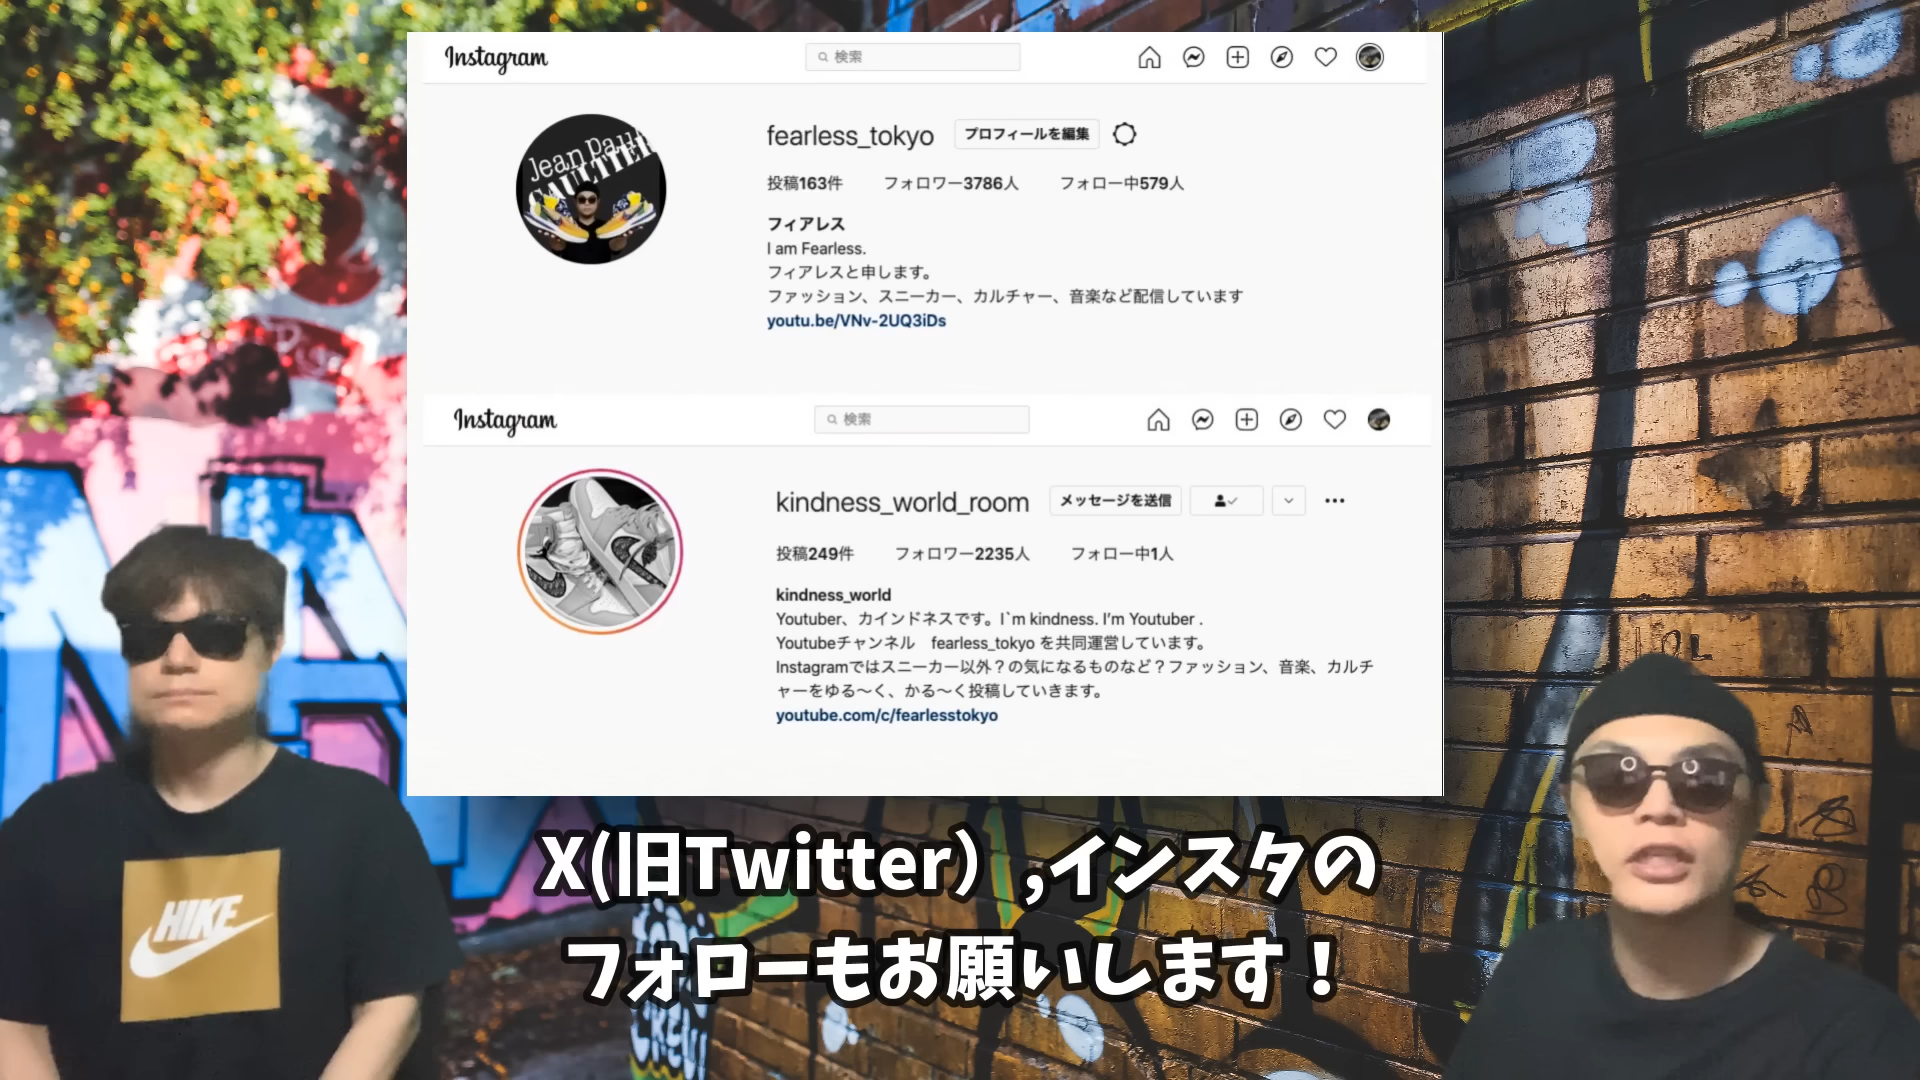 Instagram
検索
Jean Paul
GAULTIER
fearless_tokyo プロフィールを編集
投稿163件 フォロワー3786人 フォロー中579人
フィアレス
I am Fearless.
フィアレスと申します。
ファッション、スニーカー、カルチャー、音楽など配信しています
youtu.be/VNv-2UQ3iDs
Instagram
検索
kindness_world_room メッセージを送信
投稿249件 フォロワー2235人 フォロー中1人
kindness_world
Youtuber、カインドネスです。I`m kindness. I'm Youtuber .
Youtubeチャンネル　fearless_tokyo を共同運営しています。
Instagramではスニーカー以外？の気になるものなど？ファッション、音楽、カルチ
ャーをゆる〜く、かる〜く投稿していきます。
youtube.com/c/fearlesstokyo
LOL
HIKE
X(旧Twitter）,インスタの
フォローもお願いします！